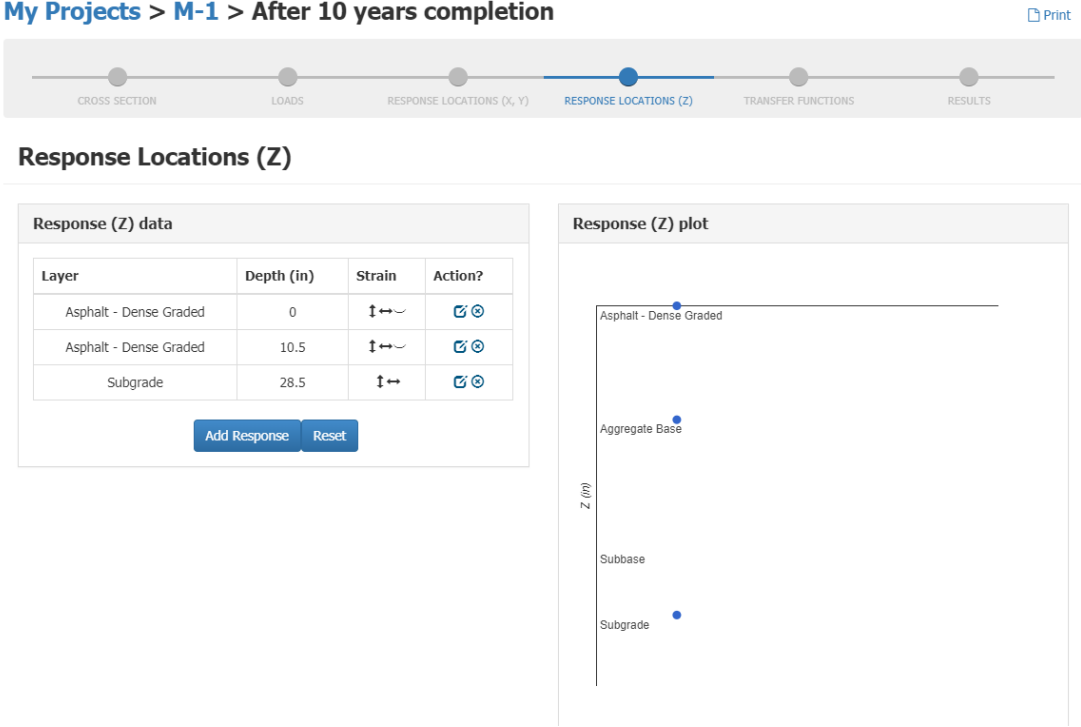 My Projects > M-1 > After 10 years completion
Print
CROSS SECTION
LOADS
RESPONSE LOCATIONS (X, Y)
RESPONSE LOCATIONS (Z)
TRANSFER FUNCTIONS
RESULTS
Response Locations (Z)
Response (Z) data
Layer Depth (in) Strain Action?
Asphalt - Dense Graded 0
Asphalt - Dense Graded 10.5
Subgrade 28.5
Add Response Reset
Response (Z) plot
Asphalt - Dense Graded
Aggregate Base
Z (in)
Subbase
Subgrade